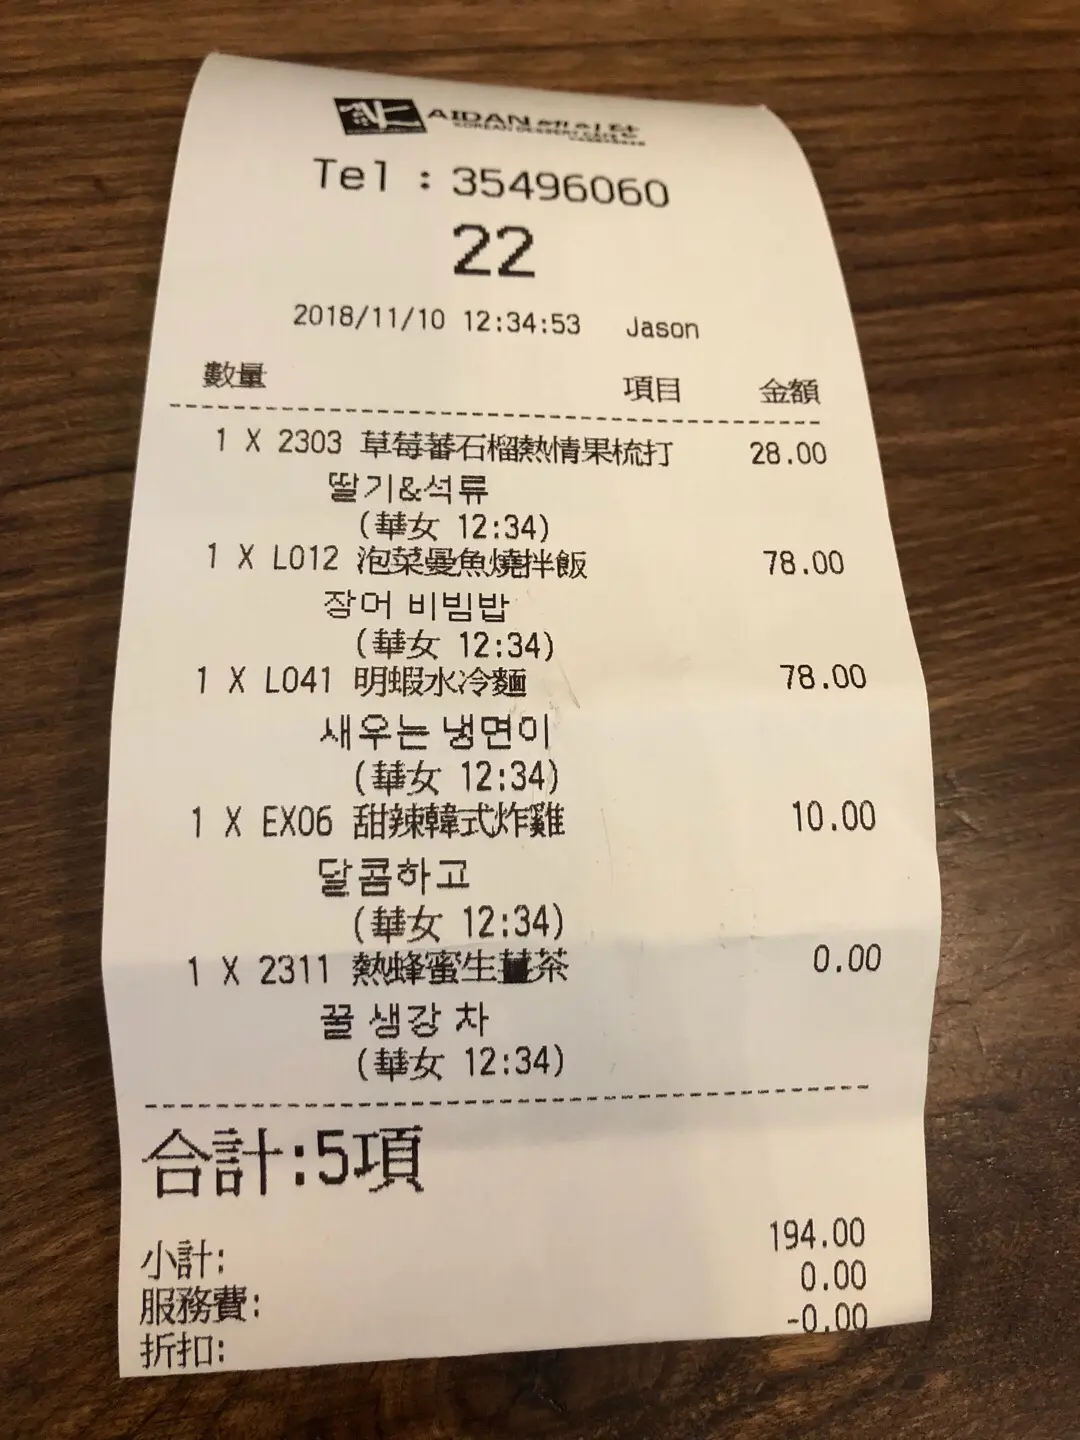 AIDAN
KOREAN DESSERT CAFE
Tel : 35496060
22
2018/11/10 12:34:53 Jason
數量 項目 金額
1 X 2303 草莓蕃石榴熱情果梳打 28.00
딸기&석류
(華女 12:34)
1 X L012 泡菜曼魚燒拌飯 78.00
장어 비빔밥
(華女 12:34)
1 X L041 明蝦水冷麵 78.00
새우는 냉면이
(華女 12:34)
1 X EX06 甜辣韓式炸雞 10.00
달콤하고
(華女 12:34)
1 X 2311 熱蜂蜜生薑茶 0.00
꿀 생강 차
(華女 12:34)
合計:5項
小計: 194.00
服務費: 0.00
折扣: -0.00